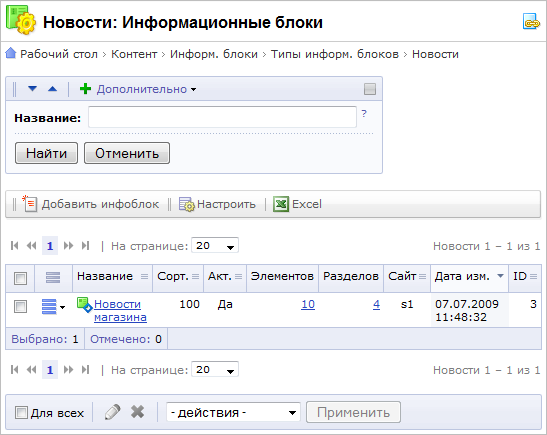 Новости: Информационные блоки
Рабочий стол › Контент › Информ. блоки › Типы информ. блоков › Новости
Дополнительно
Название: ?
Найти Отменить
Добавить инфоблок Настроить Excel
1 | На странице: 20 Новости 1 – 1 из 1
Название Сорт. Акт. Элементов Разделов Сайт Дата изм. ID
Новости магазина 100 Да 10 4 s1 07.07.2009 11:48:32 3
Выбрано: 1 Отмечено: 0
1 | На странице: 20 Новости 1 – 1 из 1
Для всех - действия - Применить